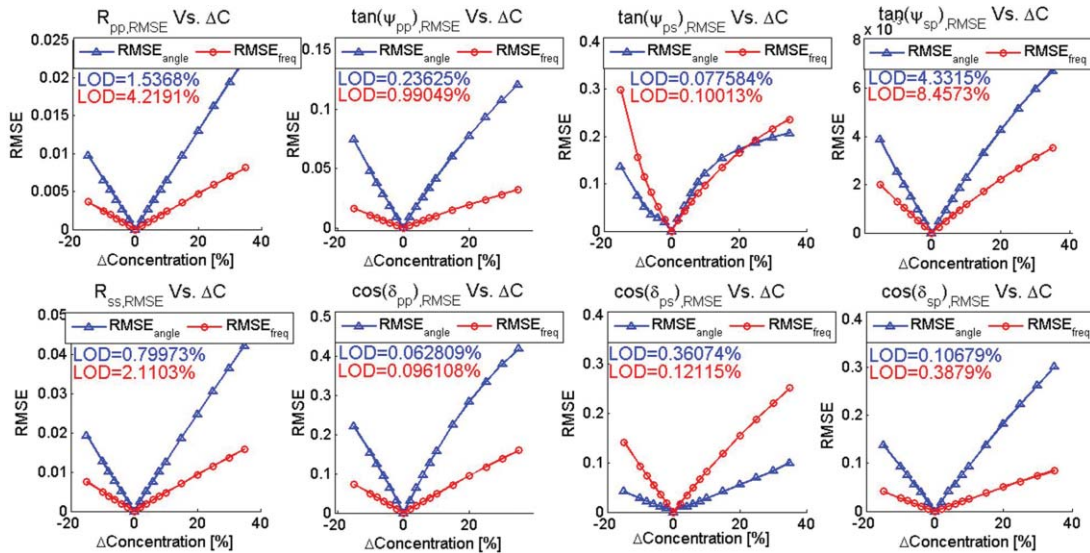 R_pp,RMSE Vs. ΔC
tan(ψ_pp),RMSE Vs. ΔC
tan(ψ_ps),RMSE Vs. ΔC
tan(ψ_sp),RMSE Vs. ΔC
0.025
0.02
0.015
0.01
0.005
0
RMSE
RMSE_angle RMSE_freq
LOD=1.5368%
LOD=4.2191%
-20 0 20 40
ΔConcentration [%]
0.15
0.1
0.05
0
RMSE_angle RMSE_freq
LOD=0.23625%
LOD=0.99049%
-20 0 20
ΔConcentration [%]
0.4
0.3
0.2
0.1
0
RMSE
RMSE_angle RMSE_freq
LOD=0.077584%
LOD=0.10013%
-20 0 20 40
ΔConcentration [%]
8 x 10
6
4
2
0
RMSE
RMSE_angle RMSE_freq
LOD=4.3315%
LOD=8.4573%
-20 0 20 40
ΔConcentration [%]
R_ss,RMSE Vs. ΔC
cos(δ_pp),RMSE Vs. ΔC
cos(δ_ps),RMSE Vs. ΔC
cos(δ_sp),RMSE Vs. ΔC
0.05
0.04
0.03
0.02
0.01
0
RMSE
RMSE_angle RMSE_freq
LOD=0.79973%
LOD=2.1103%
-20 0 20 40
ΔConcentration [%]
0.5
0.4
0.3
0.2
0.1
0
RMSE
RMSE_angle RMSE_freq
LOD=0.062809%
LOD=0.096108%
-20 0 20
ΔConcentration [%]
0.4
0.3
0.2
0.1
0
RMSE
RMSE_angle RMSE_freq
LOD=0.36074%
LOD=0.12115%
-20 0 20 40
ΔConcentration [%]
0.4
0.3
0.2
0.1
0
RMSE
RMSE_angle RMSE_freq
LOD=0.10679%
LOD=0.3879%
-20 0 20 40
ΔConcentration [%]